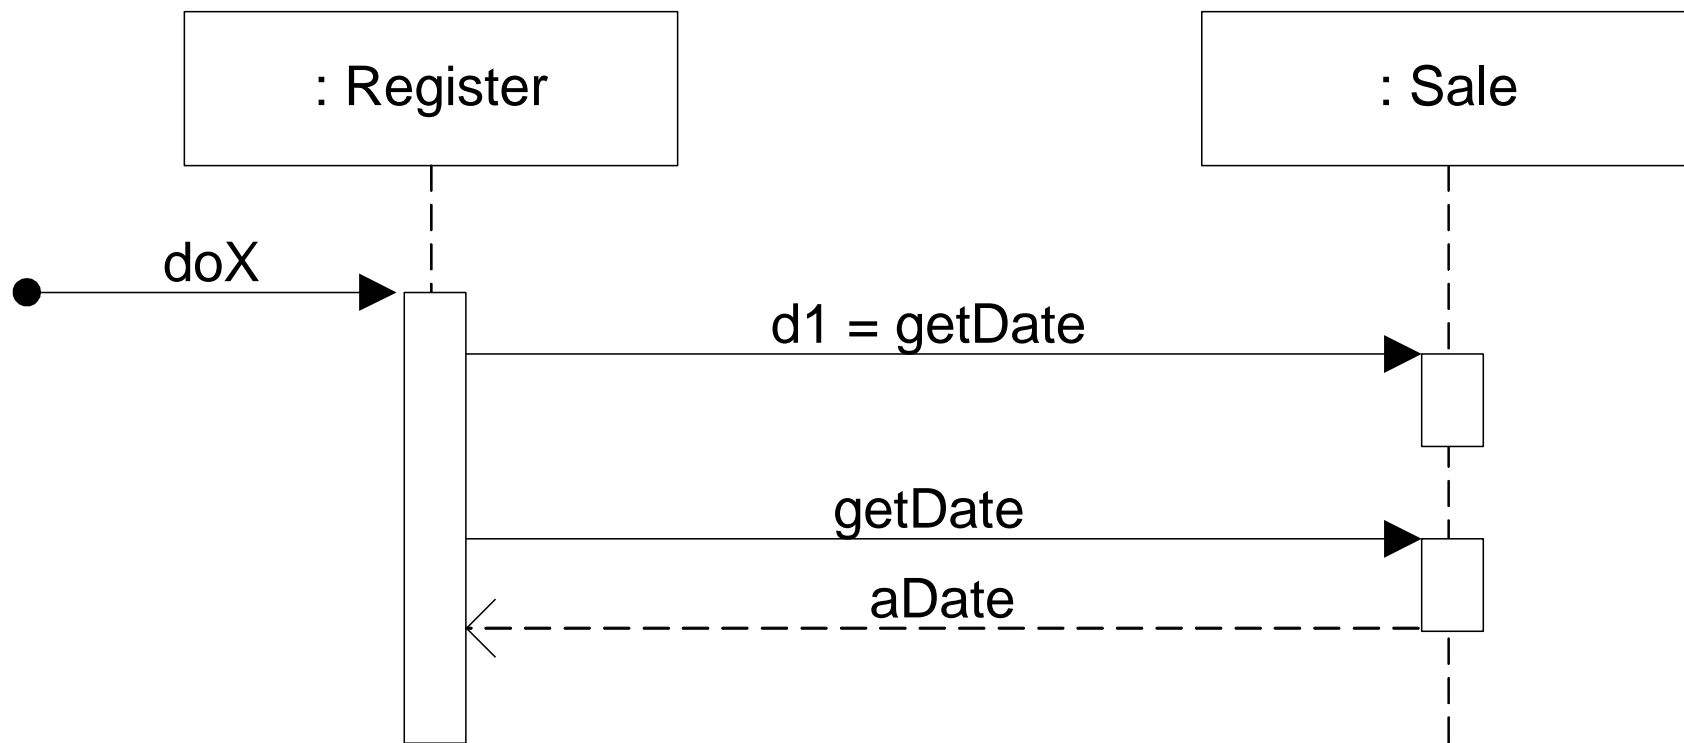 : Register
: Sale
doX
d1 = getDate
getDate
aDate